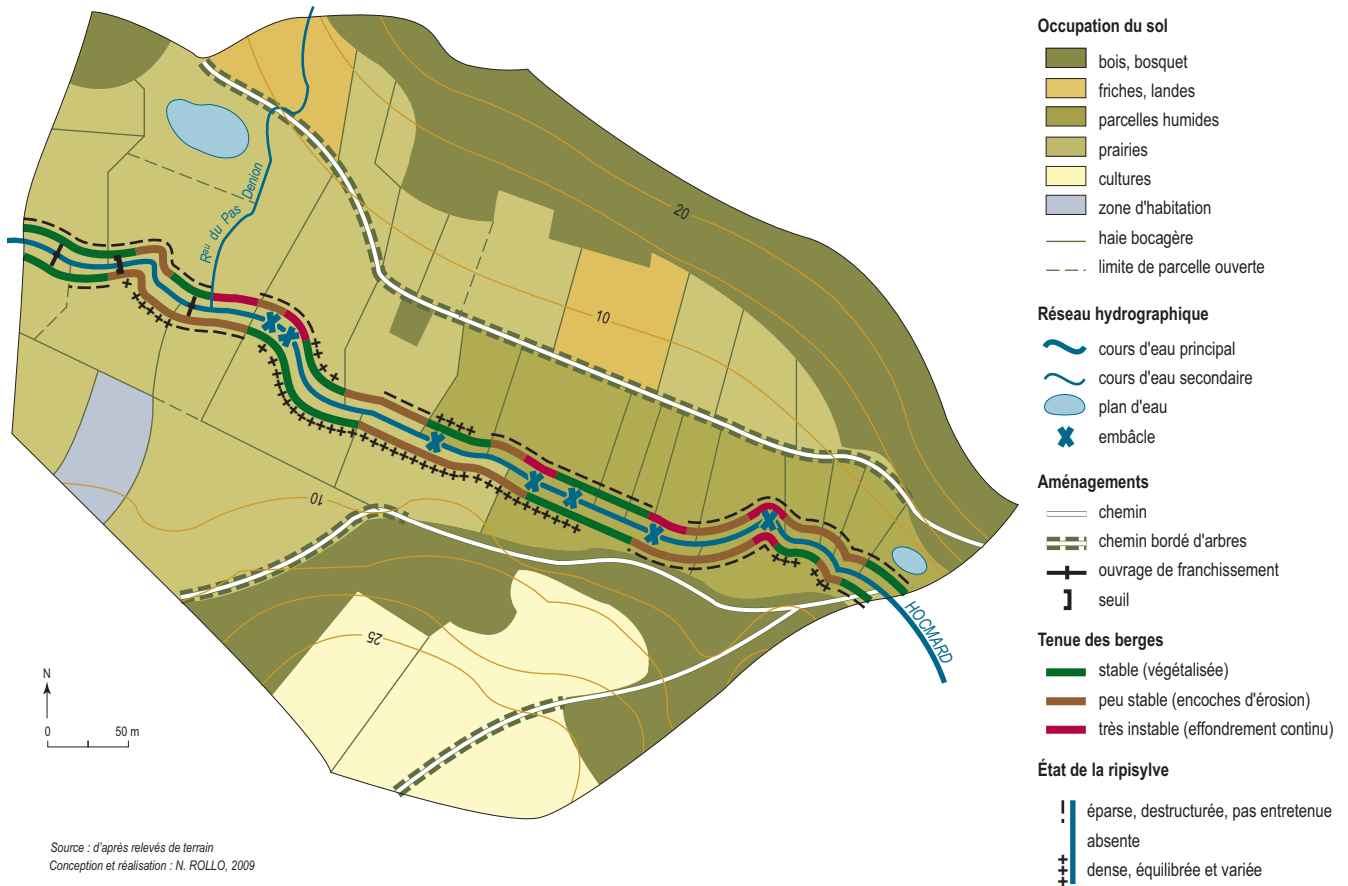 Occupation du sol
bois, bosquet
friches, landes
parcelles humides
prairies
cultures
zone d'habitation
haie bocagère
limite de parcelle ouverte
Réseau hydrographique
cours d'eau principal
cours d'eau secondaire
plan d'eau
embâcle
Aménagements
chemin
chemin bordé d'arbres
ouvrage de franchissement
seuil
Tenue des berges
stable (végétalisée)
peu stable (encoches d'érosion)
très instable (effondrement continu)
État de la ripisylve
éparse, destructurée, pas entretenue
absente
dense, équilibrée et variée
Rau du Pas Denion
20
10
10
25
HOCMARD
N
0 50 m
Source : d'après relevés de terrain
Conception et réalisation : N. ROLLO, 2009